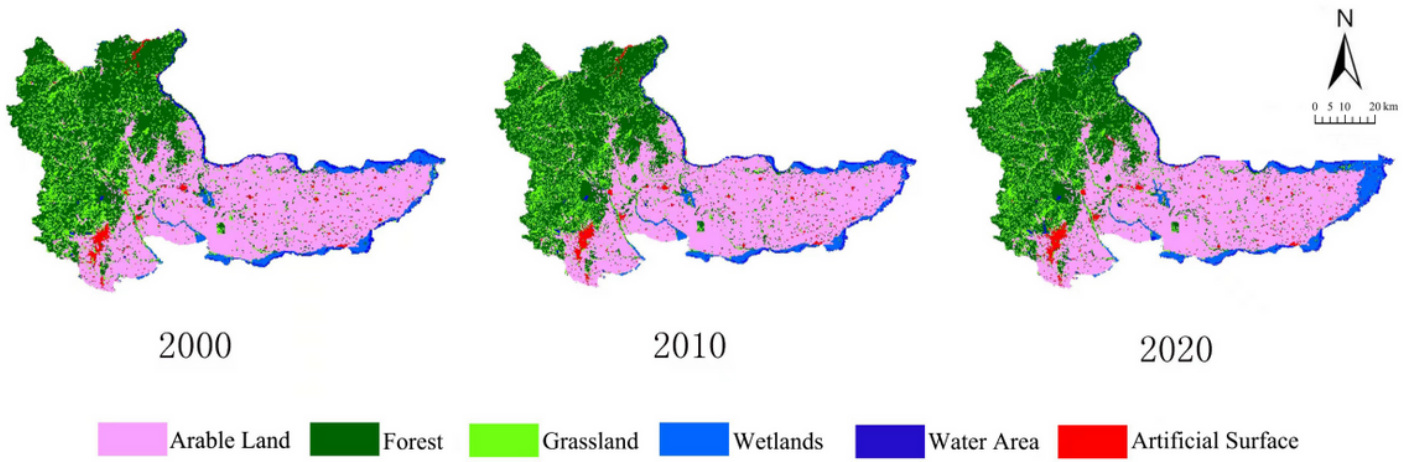 N
0 5 10 20 km
2000
2010
2020
Arable Land
Forest
Grassland
Wetlands
Water Area
Artificial Surface